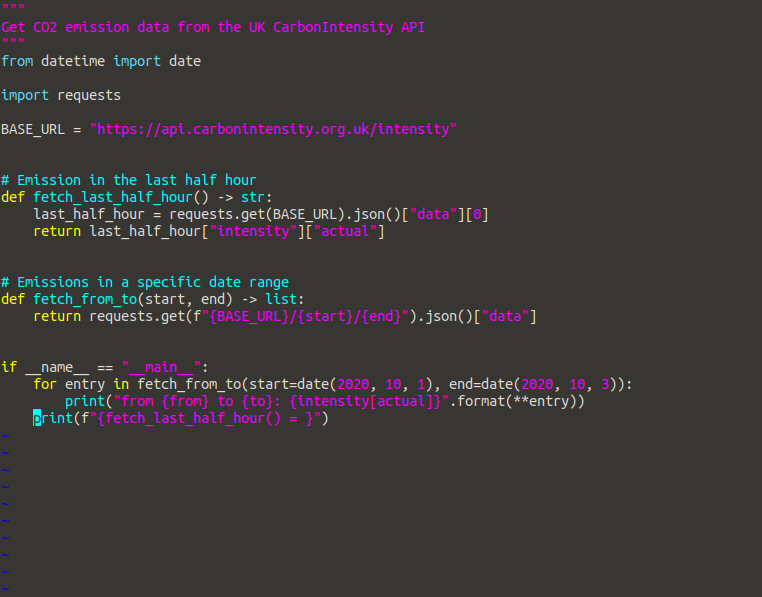 """
Get CO2 emission data from the UK CarbonIntensity API
"""
from datetime import date

import requests

BASE_URL = "https://api.carbonintensity.org.uk/intensity"


# Emission in the last half hour
def fetch_last_half_hour() -> str:
    last_half_hour = requests.get(BASE_URL).json()["data"][0]
    return last_half_hour["intensity"]["actual"]


# Emissions in a specific date range
def fetch_from_to(start, end) -> list:
    return requests.get(f"{BASE_URL}/{start}/{end}").json()["data"]


if __name__ == "__main__":
    for entry in fetch_from_to(start=date(2020, 10, 1), end=date(2020, 10, 3)):
        print("from {from} to {to}: {intensity[actual]}".format(**entry))
    print(f"{fetch_last_half_hour() = }")
~
~
~
~
~
~
~
~
~
~